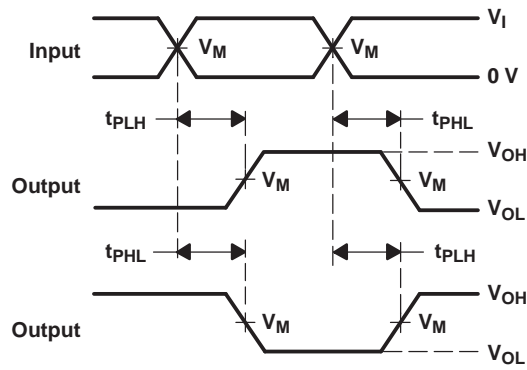 V_I
Input V_M V_M
0 V
t_PLH t_PHL
V_OH
Output V_M V_M
V_OL
t_PHL t_PLH
V_OH
Output V_M V_M
V_OL